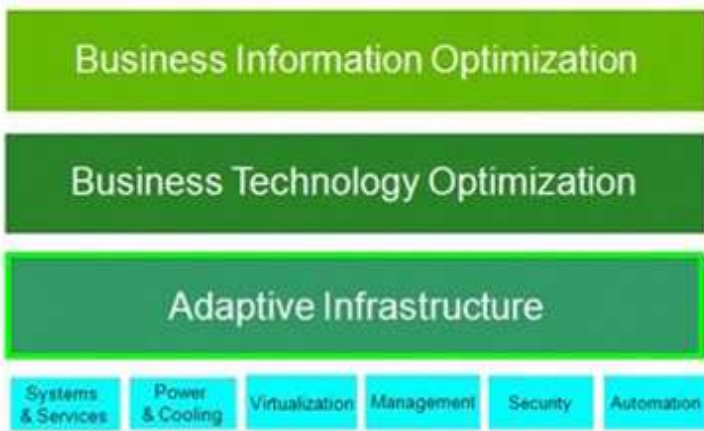 Business Information Optimization
Business Technology Optimization
Adaptive Infrastructure
Systems
& Services
Power
& Cooling
Virtualization
Management
Security
Automation